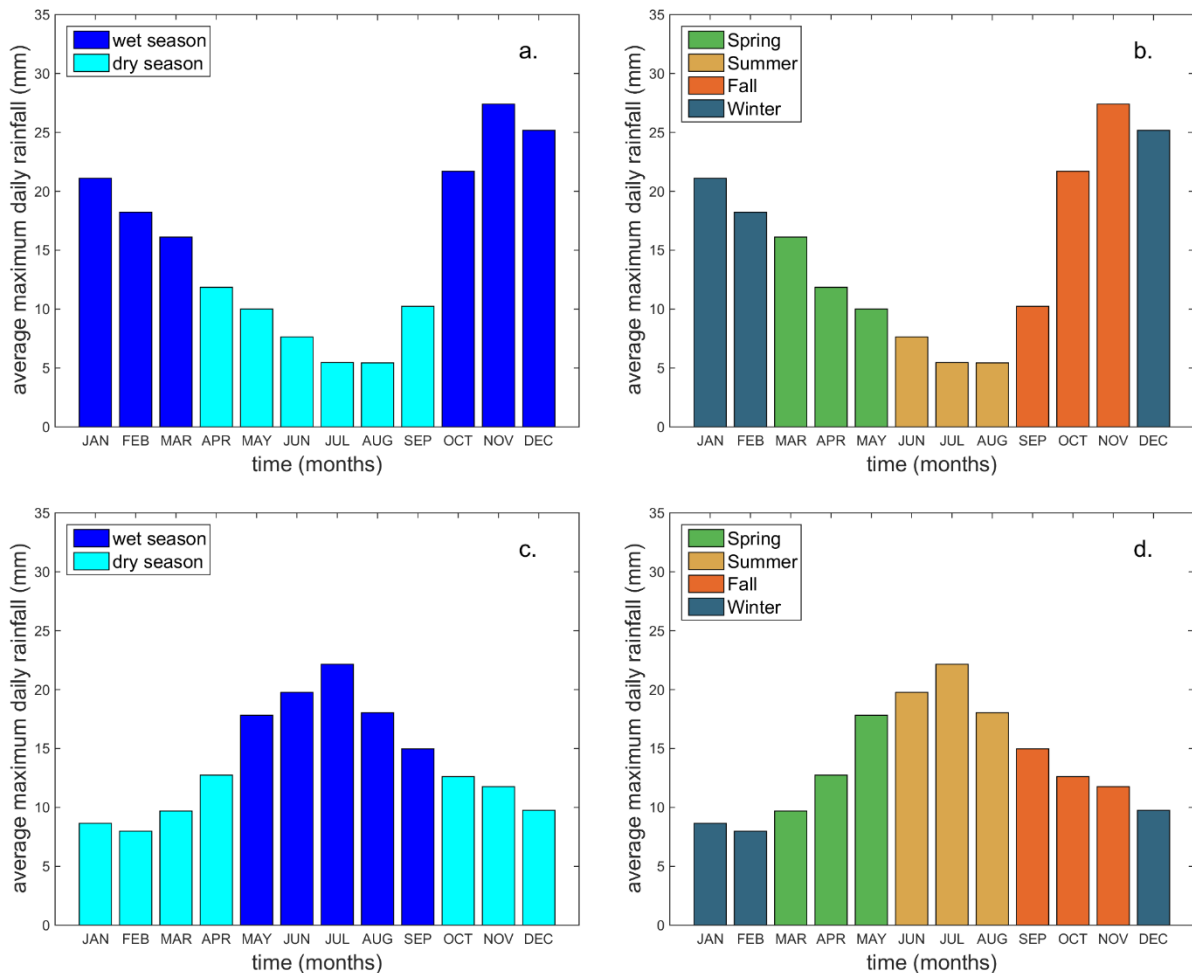 a.
wet season
dry season
average maximum daily rainfall (mm)
35
30
25
20
15
10
5
0
JAN FEB MAR APR MAY JUN JUL AUG SEP OCT NOV DEC
time (months)
b.
Spring
Summer
Fall
Winter
average maximum daily rainfall (mm)
35
30
25
20
15
10
5
0
JAN FEB MAR APR MAY JUN JUL AUG SEP OCT NOV DEC
time (months)
c.
wet season
dry season
average maximum daily rainfall (mm)
35
30
25
20
15
10
5
0
JAN FEB MAR APR MAY JUN JUL AUG SEP OCT NOV DEC
time (months)
d.
Spring
Summer
Fall
Winter
average maximum daily rainfall (mm)
35
30
25
20
15
10
5
0
JAN FEB MAR APR MAY JUN JUL AUG SEP OCT NOV DEC
time (months)